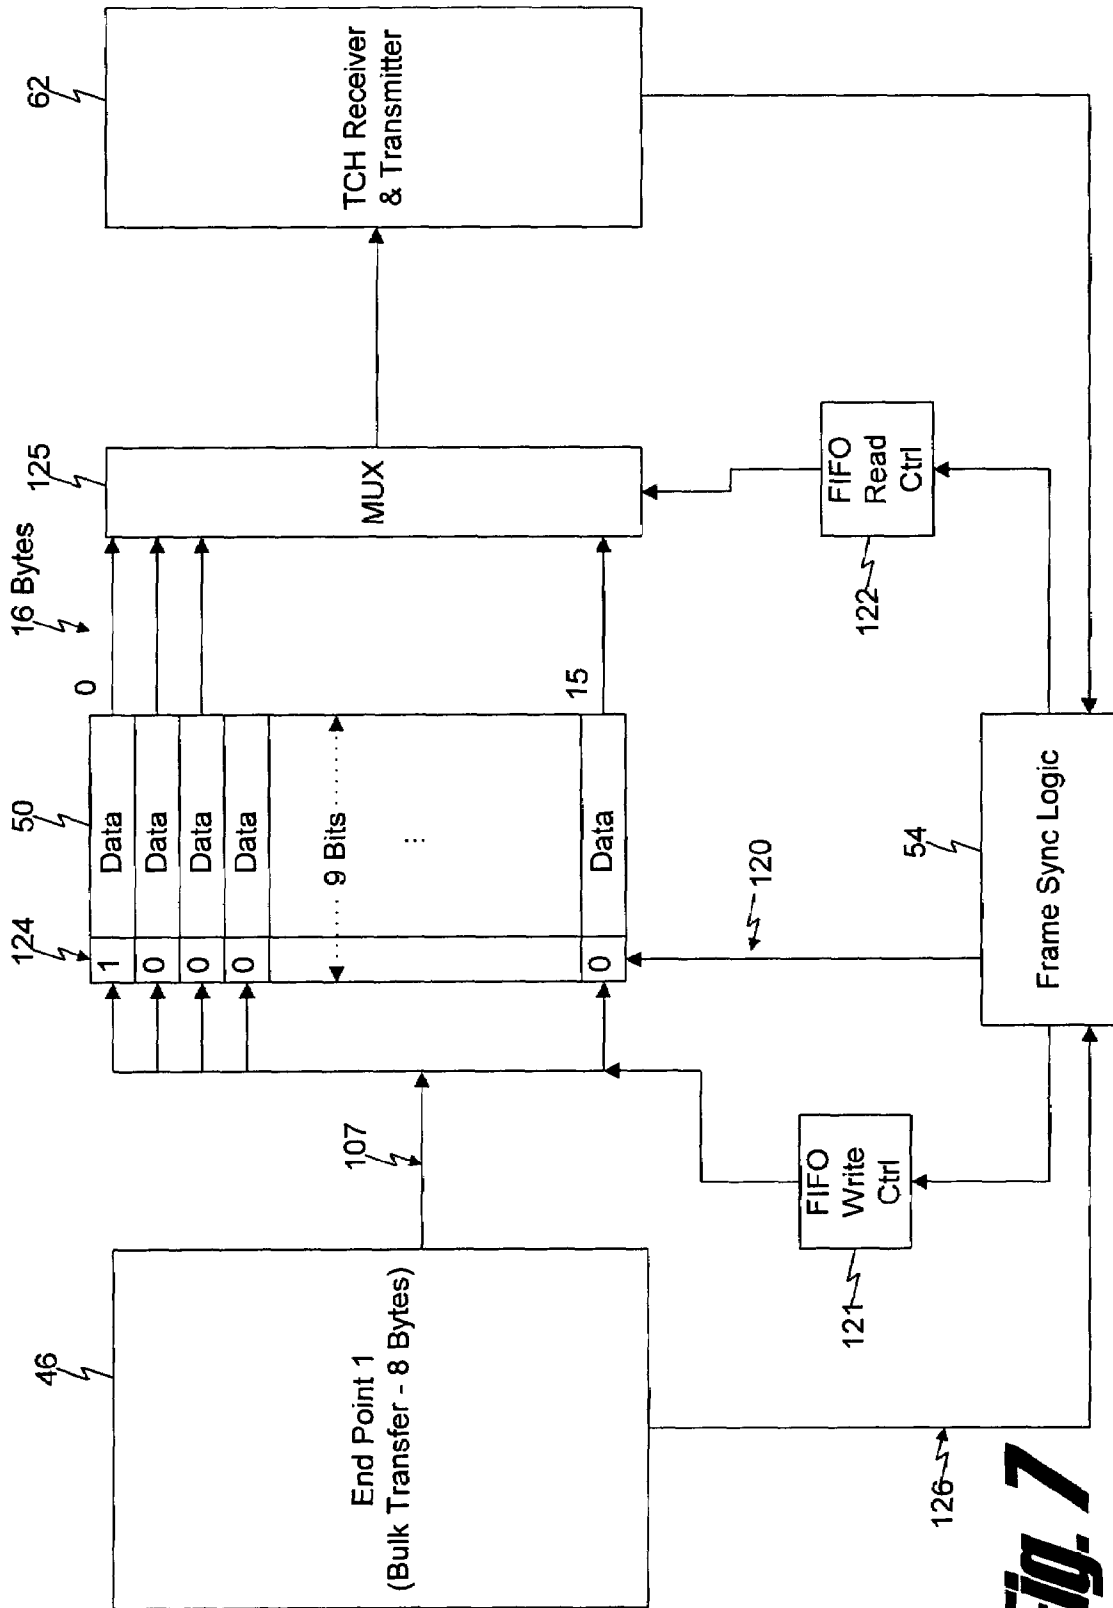 46
End Point 1
(Bulk Transfer - 8 Bytes)
107
124
50
1 Data
0 Data
0 Data
0 Data
9 Bits
...
0 Data
0
15
16 Bytes
125
MUX
62
TCH Receiver
& Transmitter
121
FIFO
Write
Ctrl
120
122
FIFO
Read
Ctrl
126
54
Frame Sync Logic
Fig. 7